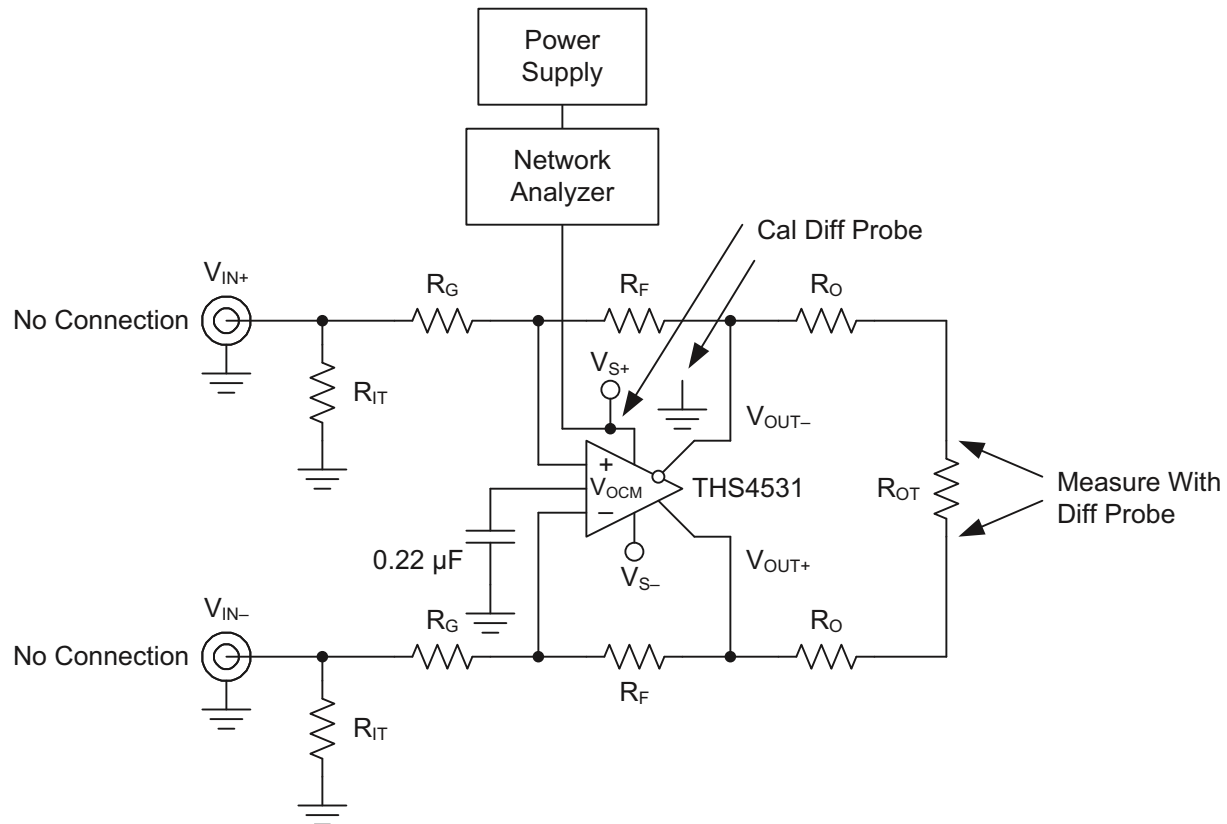 Power
Supply
Network
Analyzer
Cal Diff Probe
V_IN+
R_G
R_F
R_O
No Connection
V_S+
R_IT
V_OUT–
+
V_OCM
THS4531
R_OT
Measure With
Diff Probe
–
0.22 µF
V_S–
V_OUT+
V_IN–
R_G
R_O
No Connection
R_F
R_IT